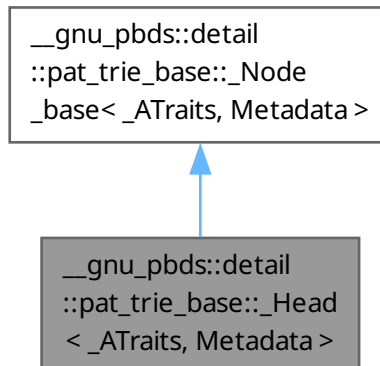 __gnu_pbds::detail
::pat_trie_base::_Node
_base< _ATraits, Metadata >
__gnu_pbds::detail
::pat_trie_base::_Head
< _ATraits, Metadata >